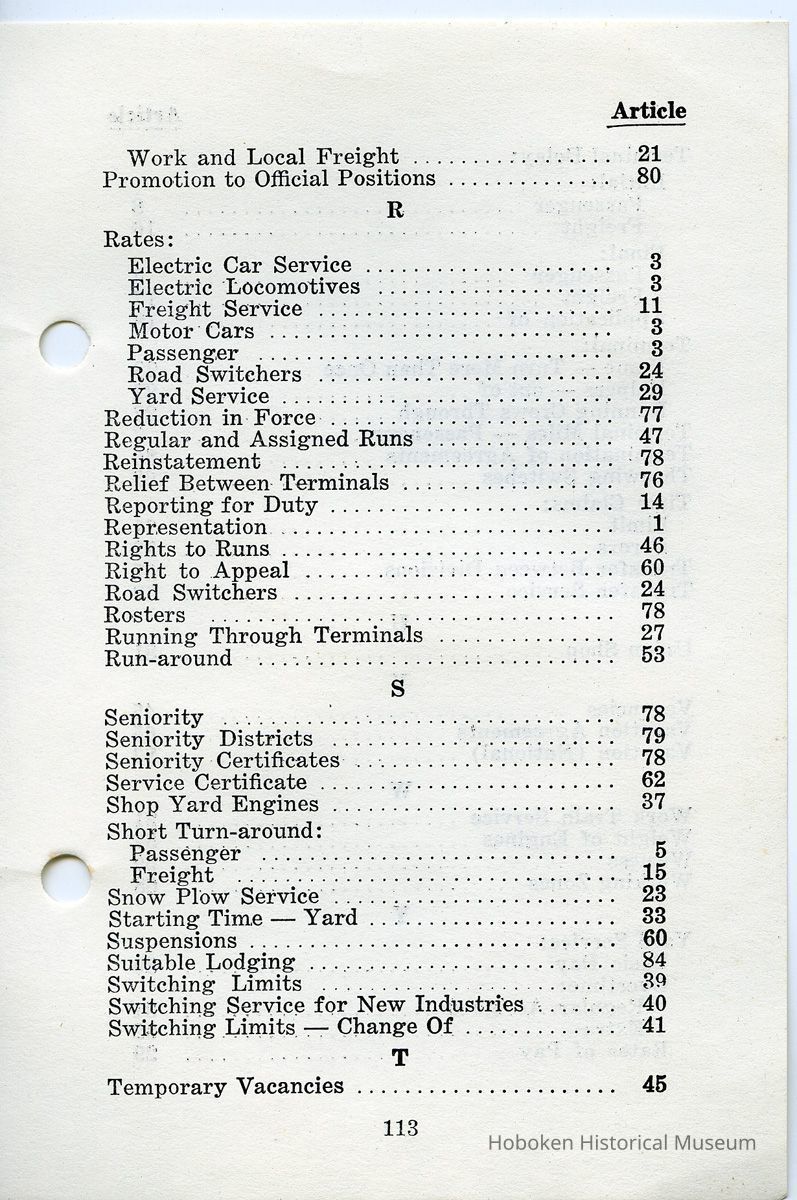 Article
Work and Local Freight .................. 21
Promotion to Official Positions .............. 80
R
Rates:
Electric Car Service ..................... 3
Electric Locomotives ..................... 3
Freight Service ......................... 11
Motor Cars ............................. 3
Passenger .............................. 3
Road Switchers ......................... 24
Yard Service ........................... 29
Reduction in Force ........................ 77
Regular and Assigned Runs ................ 47
Reinstatement ............................ 78
Relief Between Terminals .................. 76
Reporting for Duty ........................ 14
Representation ............................ 1
Rights to Runs ............................ 46
Right to Appeal .......................... 60
Road Switchers ........................... 24
Rosters .................................. 78
Running Through Terminals ............... 27
Run-around .............................. 53
S
Seniority ................................. 78
Seniority Districts ........................ 79
Seniority Certificates ...................... 78
Service Certificate ......................... 62
Shop Yard Engines ........................ 37
Short Turn-around:
Passenger .............................. 5
Freight ................................ 15
Snow Plow Service ........................ 23
Starting Time — Yard ..................... 33
Suspensions ............................... 60
Suitable Lodging .......................... 84
Switching Limits .......................... 39
Switching Service for New Industries ....... 40
Switching Limits — Change Of ............. 41
T
Temporary Vacancies ...................... 45
113
Hoboken Historical Museum